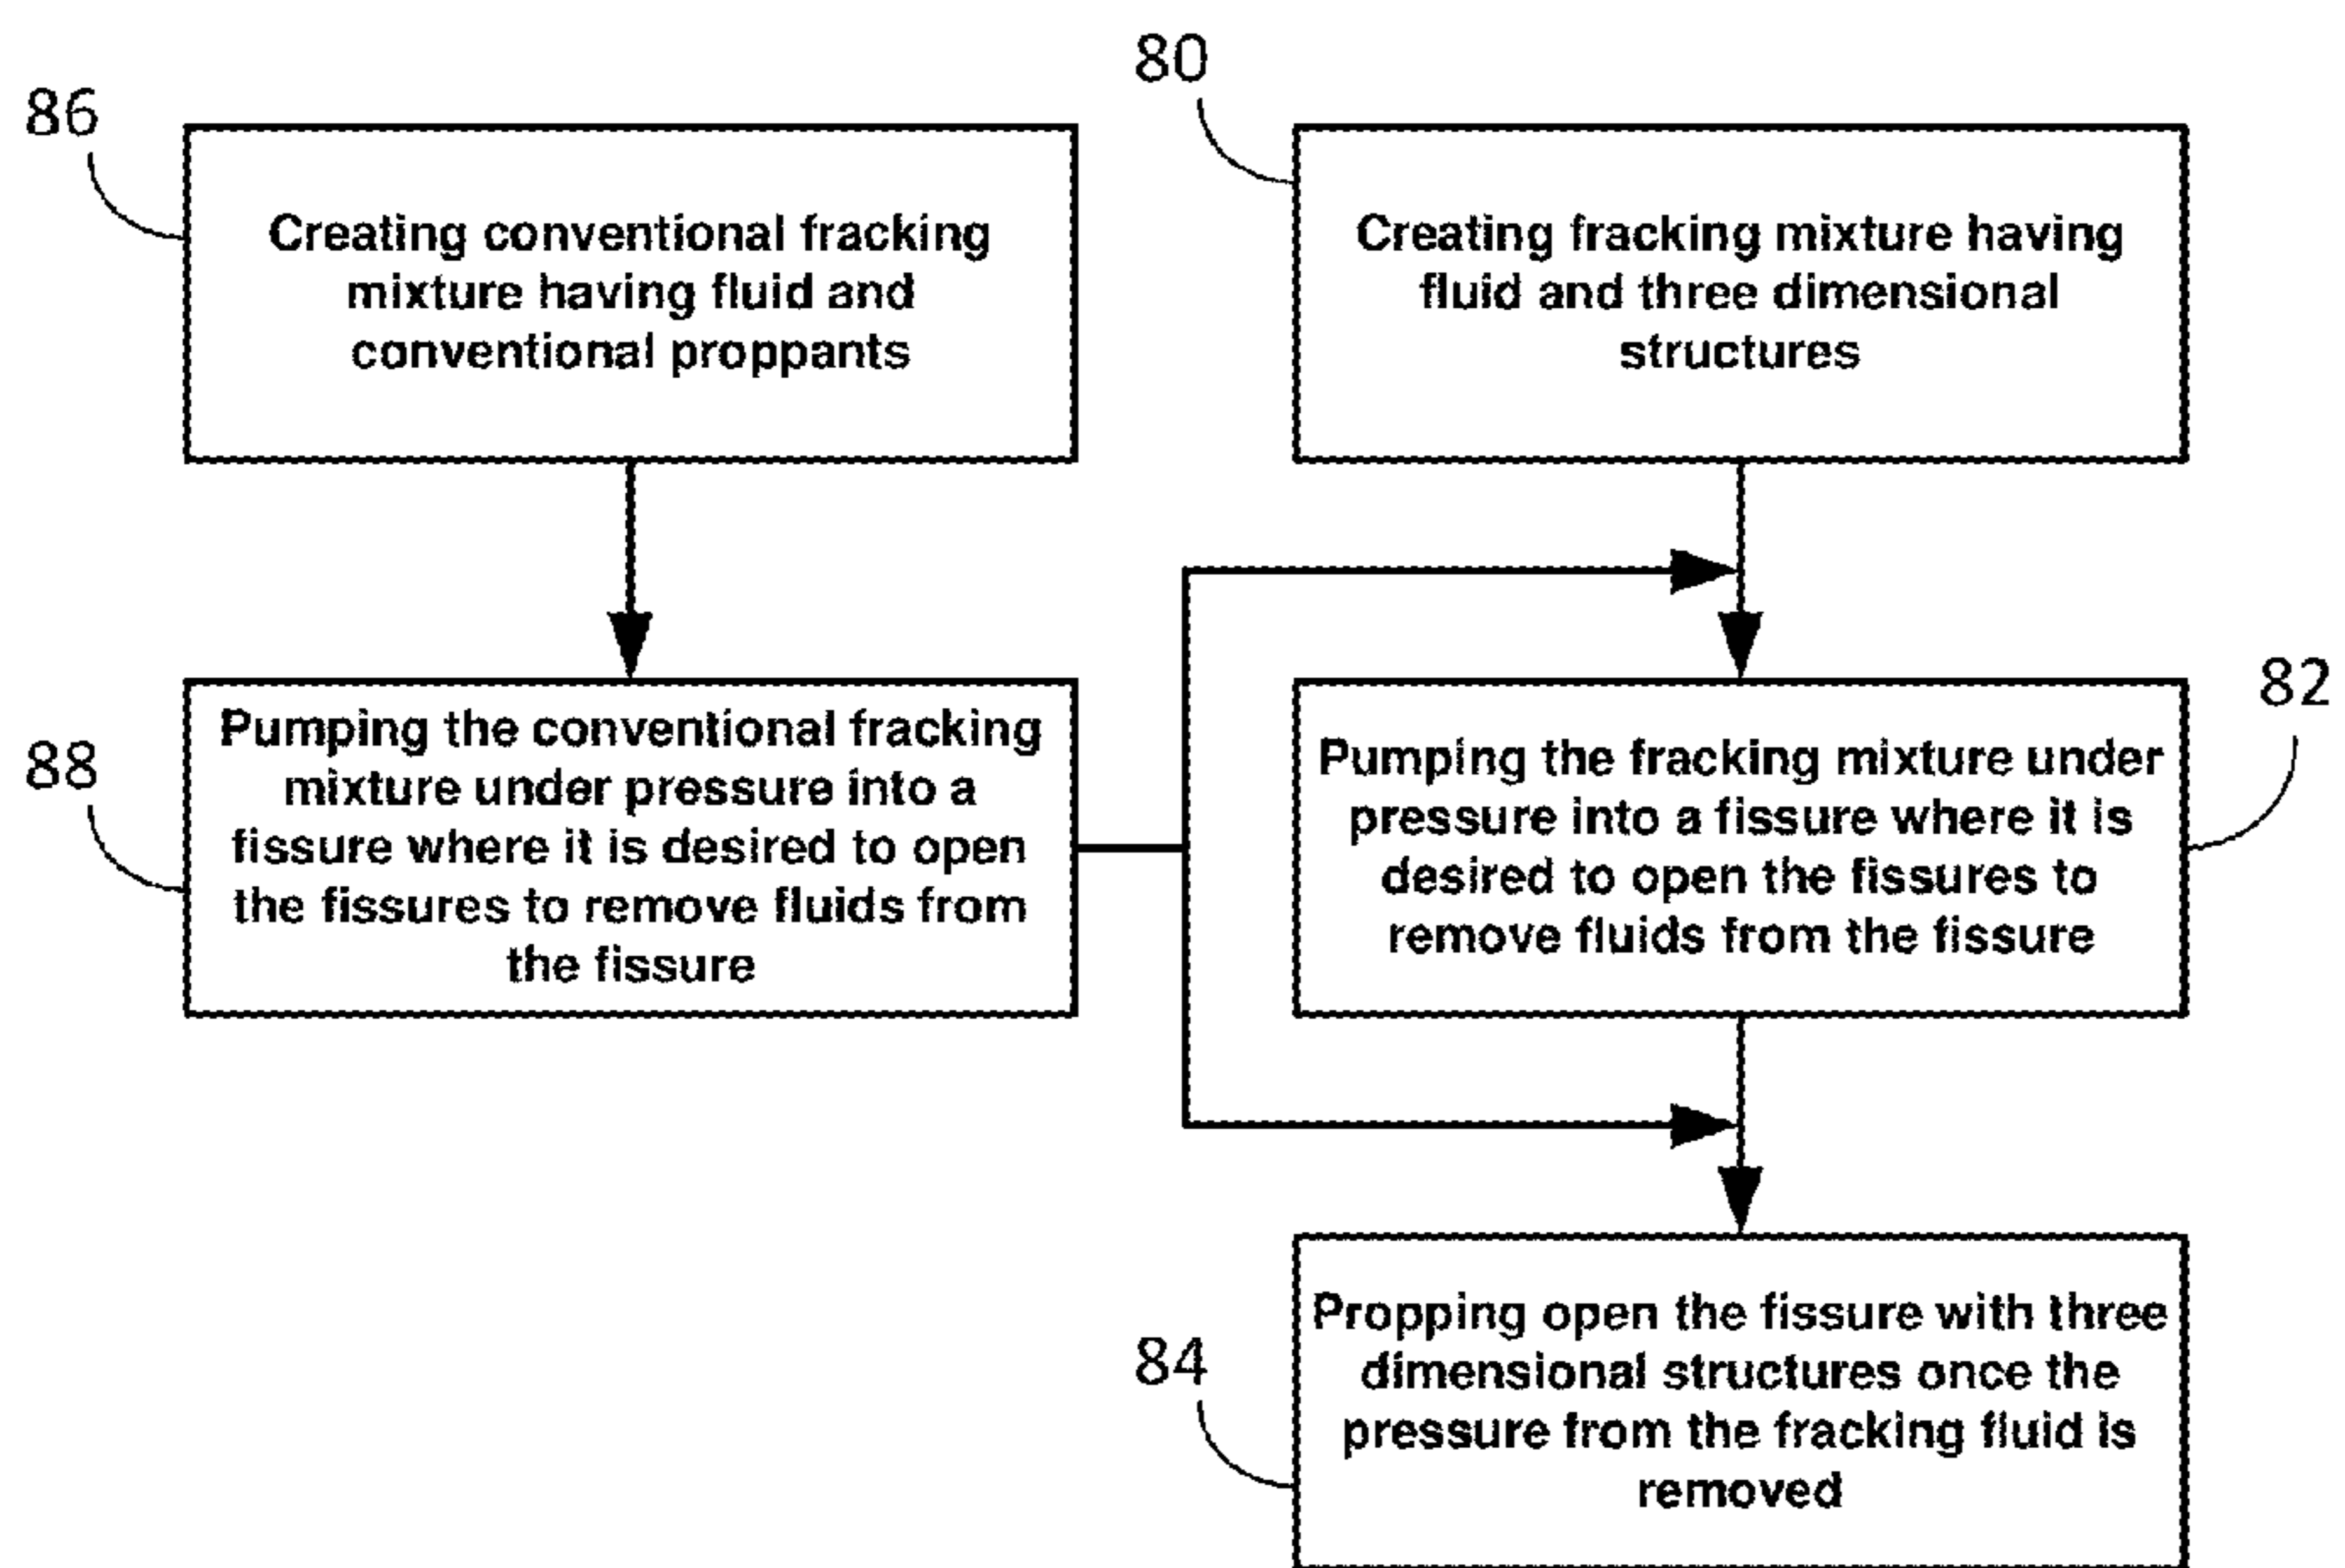 86
Creating conventional fracking
mixture having fluid and
conventional proppants
80
Creating fracking mixture having
fluid and three dimensional
structures
88
Pumping the conventional fracking
mixture under pressure into a
fissure where it is desired to open
the fissures to remove fluids from
the fissure
82
Pumping the fracking mixture under
pressure into a fissure where it is
desired to open the fissures to
remove fluids from the fissure
84
Propping open the fissure with three
dimensional structures once the
pressure from the fracking fluid is
removed